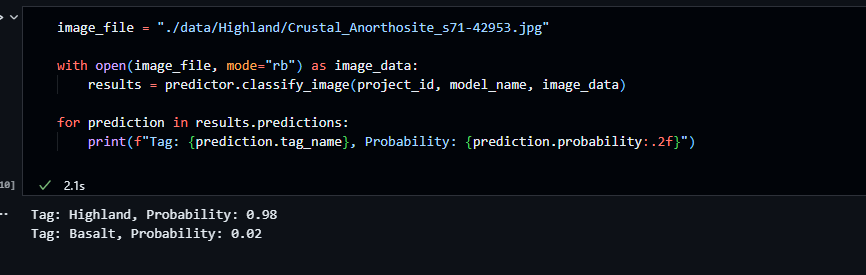 image_file = "./data/Highland/Crustal_Anorthosite_s71-42953.jpg"
with open(image_file, mode="rb") as image_data:
results = predictor.classify_image(project_id, model_name, image_data)
for prediction in results.predictions:
print(f"Tag: {prediction.tag_name}, Probability: {prediction.probability:.2f}")
10]
2.1s
Tag: Highland, Probability: 0.98
Tag: Basalt, Probability: 0.02